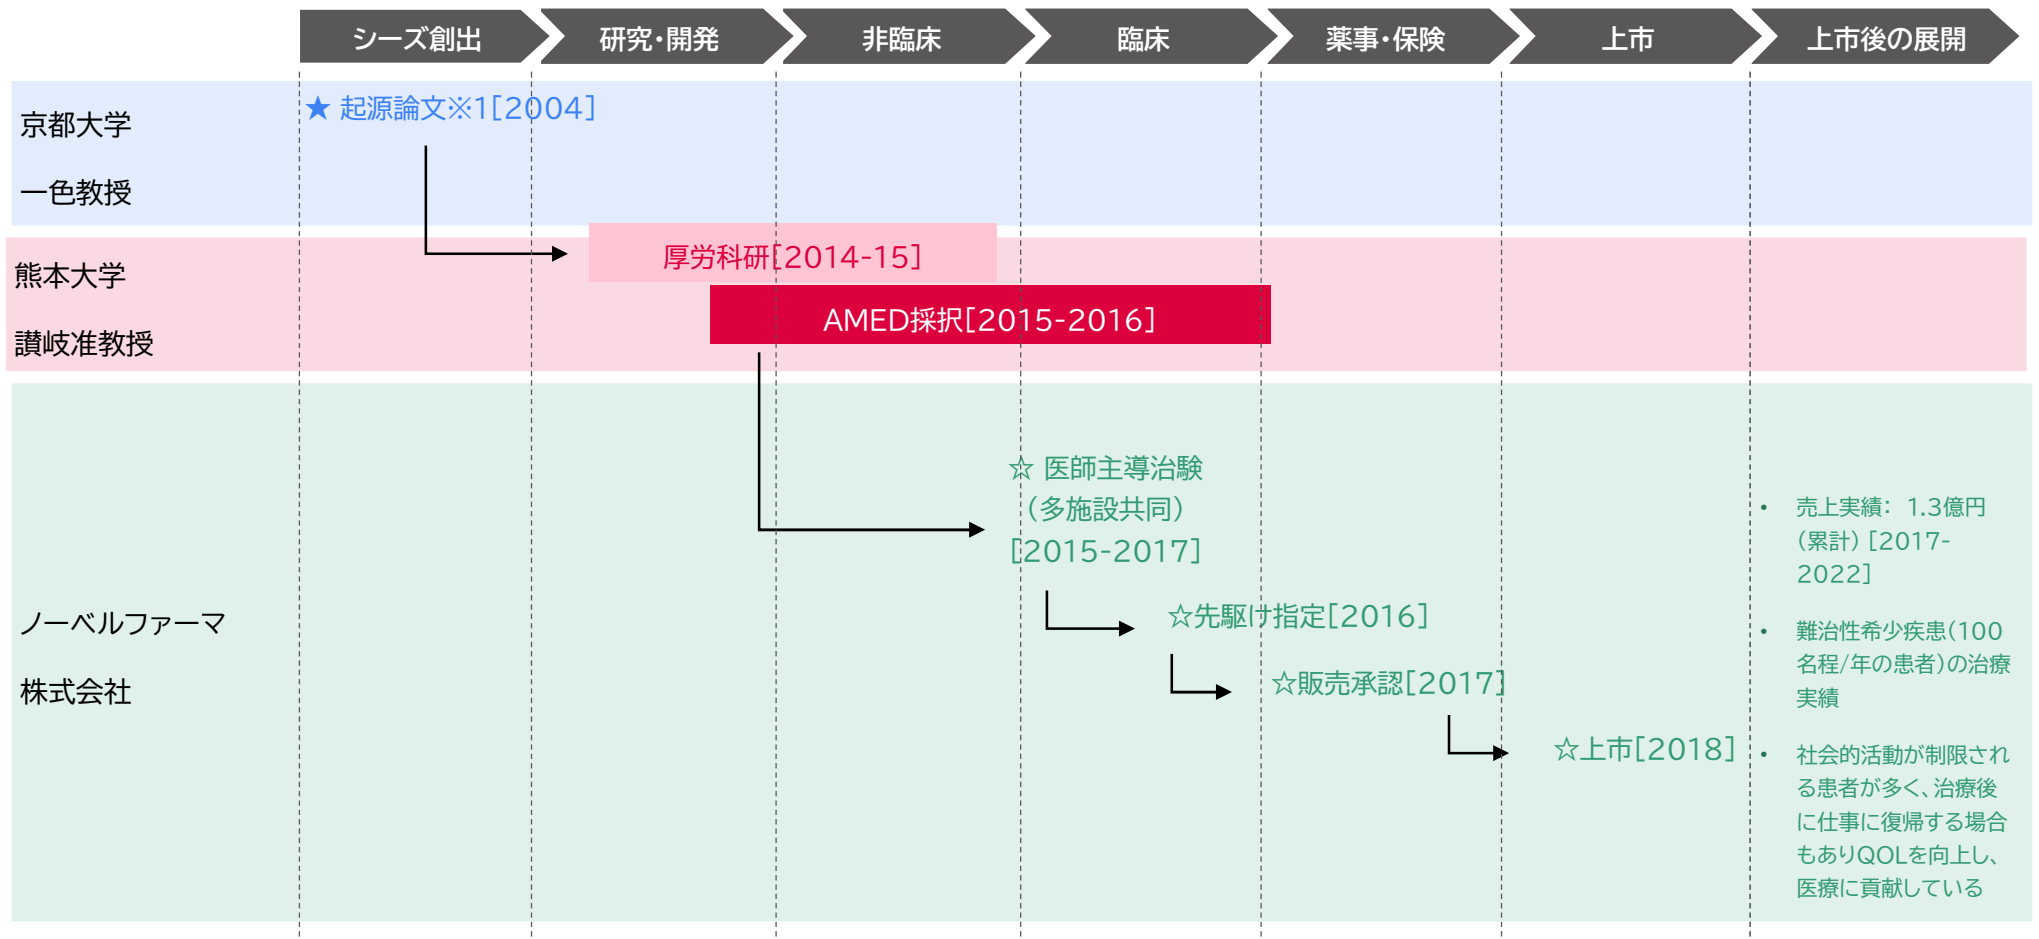 シーズ創出
研究・開発
非臨床
臨床
薬事・保険
上市
上市後の展開
京都大学
一色教授
★ 起源論文※1[2004]
熊本大学
讃岐准教授
厚労科研[2014-15]
AMED採択[2015-2016]
ノーベルファーマ
株式会社
☆ 医師主導治験
（多施設共同）
[2015-2017]
☆先駆け指定[2016]
☆販売承認[2017]
☆上市[2018]
• 売上実績： 1.3億円
（累計） [2017-
2022]
• 難治性希少疾患（100
名程/年の患者）の治療
実績
• 社会的活動が制限され
る患者が多く、治療後
に仕事に復帰する場合
もありQOLを向上し、
医療に貢献している